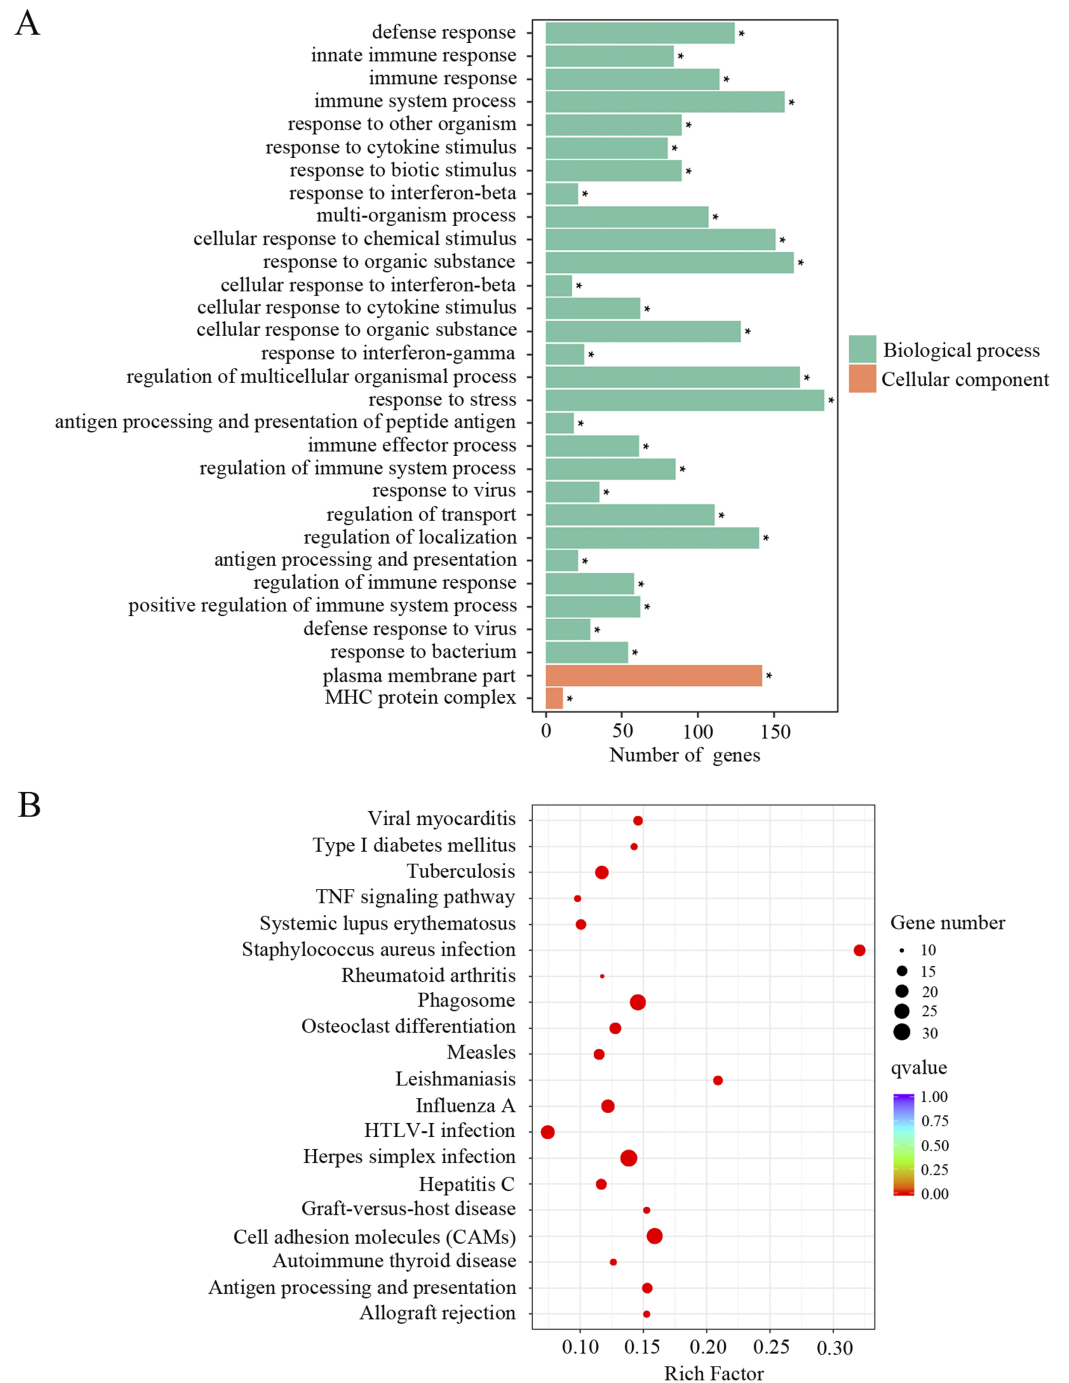 A
defense response *
innate immune response *
immune response *
immune system process *
response to other organism *
response to cytokine stimulus *
response to biotic stimulus *
response to interferon-beta *
multi-organism process *
cellular response to chemical stimulus *
response to organic substance *
cellular response to interferon-beta *
cellular response to cytokine stimulus *
cellular response to organic substance *
response to interferon-gamma *
regulation of multicellular organismal process *
response to stress *
antigen processing and presentation of peptide antigen *
immune effector process *
regulation of immune system process *
response to virus *
regulation of transport *
regulation of localization *
antigen processing and presentation *
regulation of immune response *
positive regulation of immune system process *
defense response to virus *
response to bacterium *
plasma membrane part *
MHC protein complex *
0 50 100 150
Number of genes
Biological process
Cellular component
B
Viral myocarditis
Type I diabetes mellitus
Tuberculosis
TNF signaling pathway
Systemic lupus erythematosus
Staphylococcus aureus infection
Rheumatoid arthritis
Phagosome
Osteoclast differentiation
Measles
Leishmaniasis
Influenza A
HTLV-I infection
Herpes simplex infection
Hepatitis C
Graft-versus-host disease
Cell adhesion molecules (CAMs)
Autoimmune thyroid disease
Antigen processing and presentation
Allograft rejection
0.10 0.15 0.20 0.25 0.30
Rich Factor
Gene number
10
15
20
25
30
qvalue
1.00
0.75
0.50
0.25
0.00